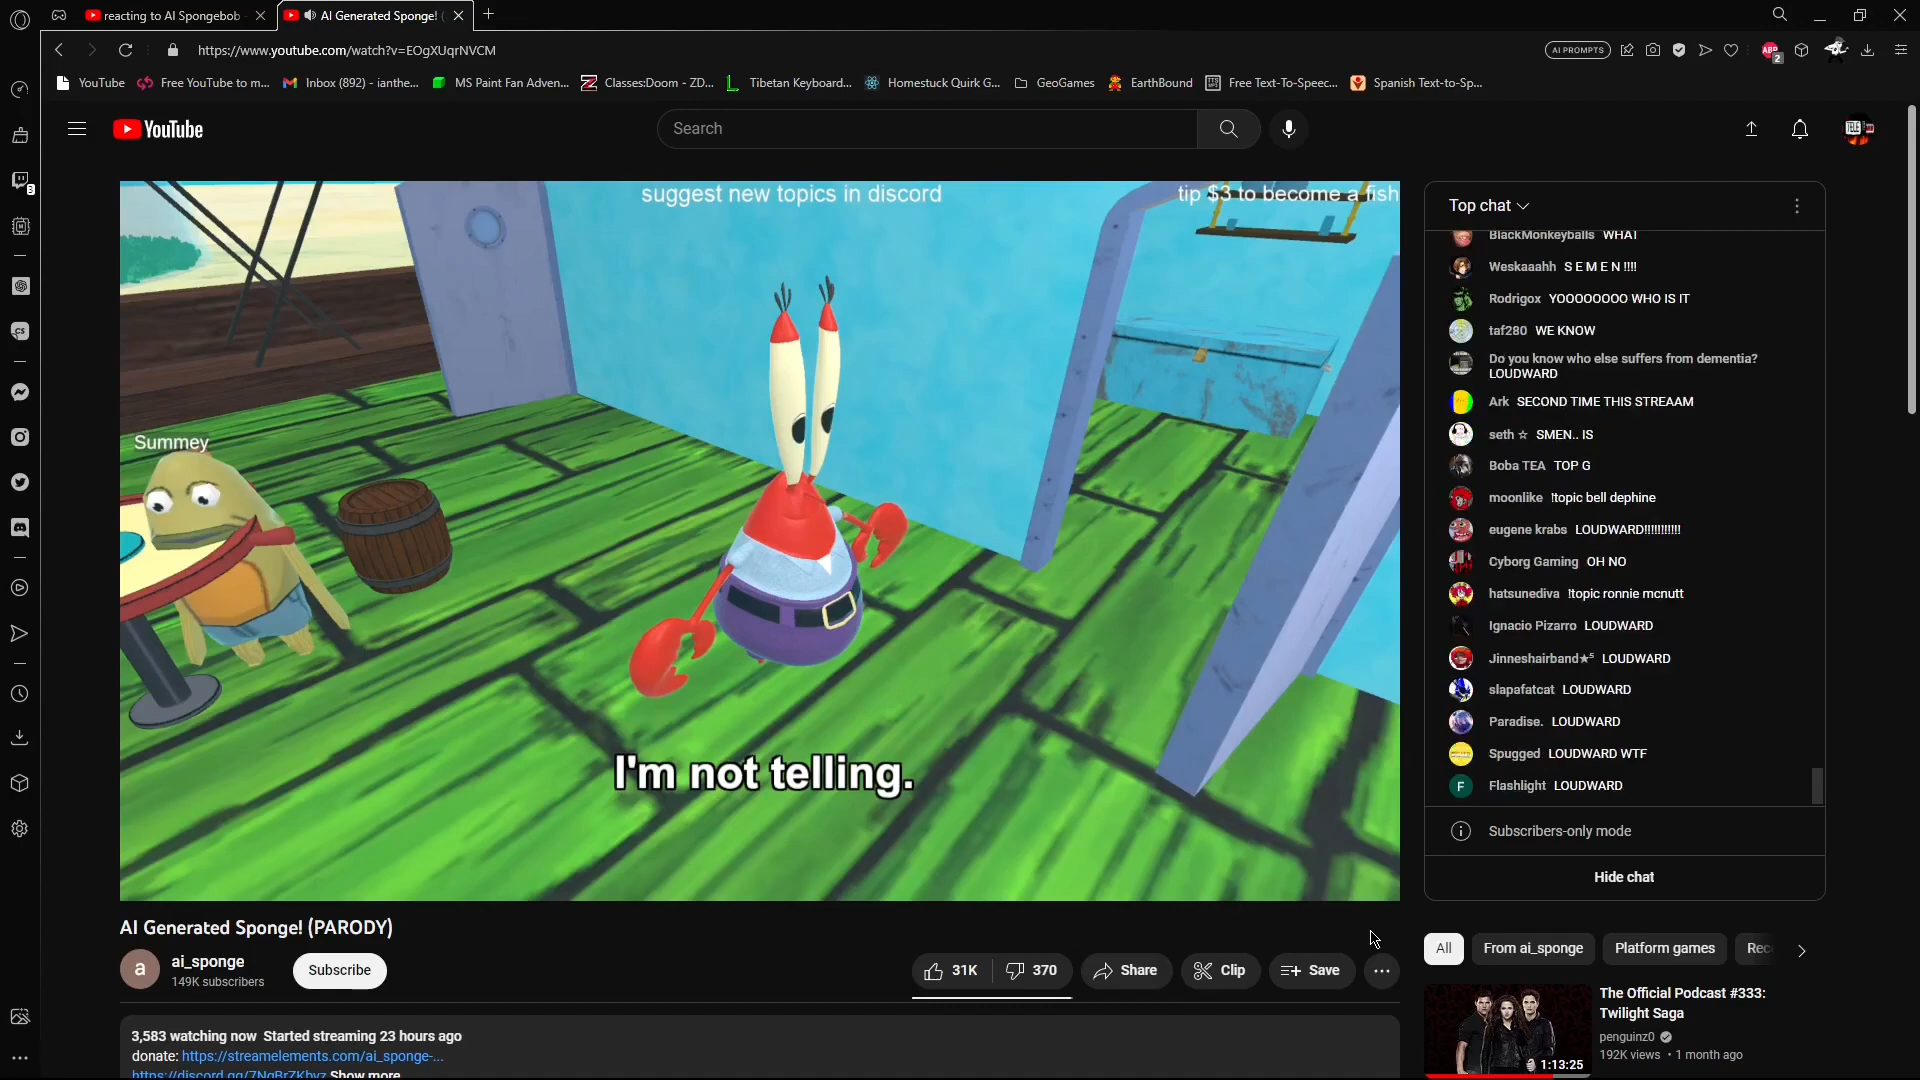 reacting to AI Spongebob
AI Generated Sponge! (
https://www.youtube.com/watch?v=EOgXUqrNVCM
AI PROMPTS
ABP
2
YouTube
Free YouTube to m...
Inbox (892) - ianthe...
MS Paint Fan Adven...
Classes:Doom - ZD...
Tibetan Keyboard...
Homestuck Quirk G...
GeoGames
EarthBound
Free Text-To-Speec...
Spanish Text-to-Sp...
YouTube
Search
TELE
suggest new topics in discord
tip $3 to become a fish
Summey
I'm not telling.
Top chat
BlackMonkeyballs WHAT
Weskaaahh S E M E N !!!!
Rodrigox YOOOOOOOO WHO IS IT
taf280 WE KNOW
Do you know who else suffers from dementia?
LOUDWARD
Ark SECOND TIME THIS STREAAM
seth ☆ SMEN.. IS
Boba TEA TOP G
moonlike !topic bell dephine
eugene krabs LOUDWARD!!!!!!!!!!!
Cyborg Gaming OH NO
hatsunediva !topic ronnie mcnutt
Ignacio Pizarro LOUDWARD
Jinneshairband★⁵ LOUDWARD
slapafatcat LOUDWARD
Paradise. LOUDWARD
Spugged LOUDWARD WTF
F Flashlight LOUDWARD
Subscribers-only mode
Hide chat
AI Generated Sponge! (PARODY)
a
ai_sponge
149K subscribers
Subscribe
31K
370
Share
Clip
Save
3,583 watching now Started streaming 23 hours ago
donate: https://streamelements.com/ai_sponge-...
https://discord.gg/7NgBrZKbvz Show more
All
From ai_sponge
Platform games
Rec
The Official Podcast #333:
Twilight Saga
penguinz0
192K views • 1 month ago
1:13:25